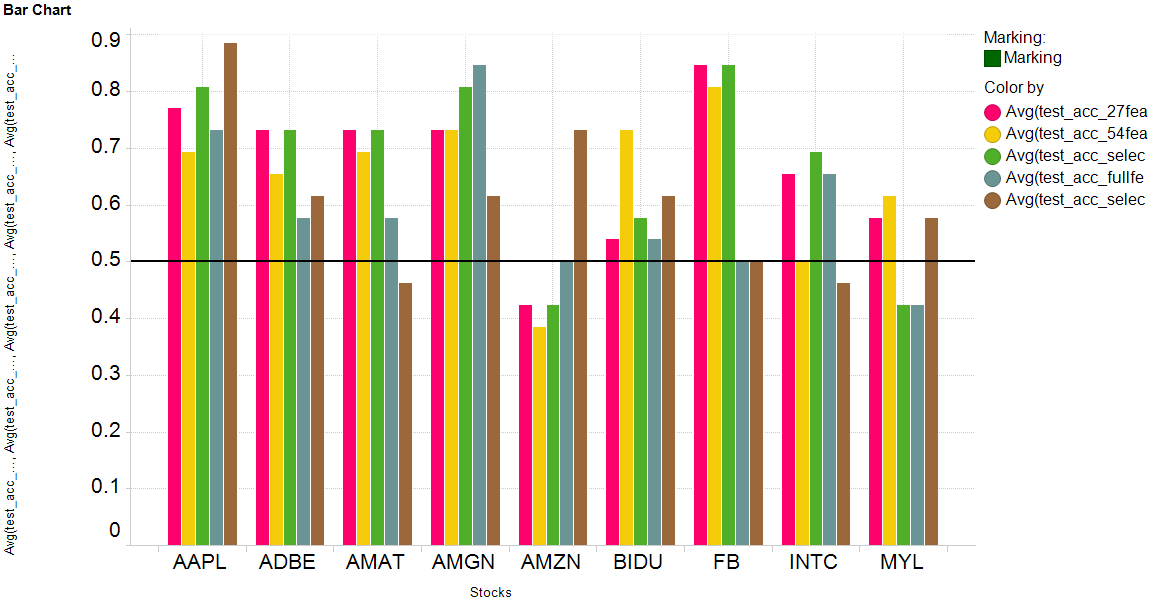 Bar Chart
Avg(test_acc_..., Avg(test_acc_..., Avg(test_acc_..., Avg(test_acc_..., Avg(test_acc_...
0.9
0.8
0.7
0.6
0.5
0.4
0.3
0.2
0.1
0
AAPL ADBE AMAT AMGN AMZN BIDU FB INTC MYL
Stocks
Marking:
Marking
Color by
Avg(test_acc_27fea
Avg(test_acc_54fea
Avg(test_acc_selec
Avg(test_acc_fullfe
Avg(test_acc_selec